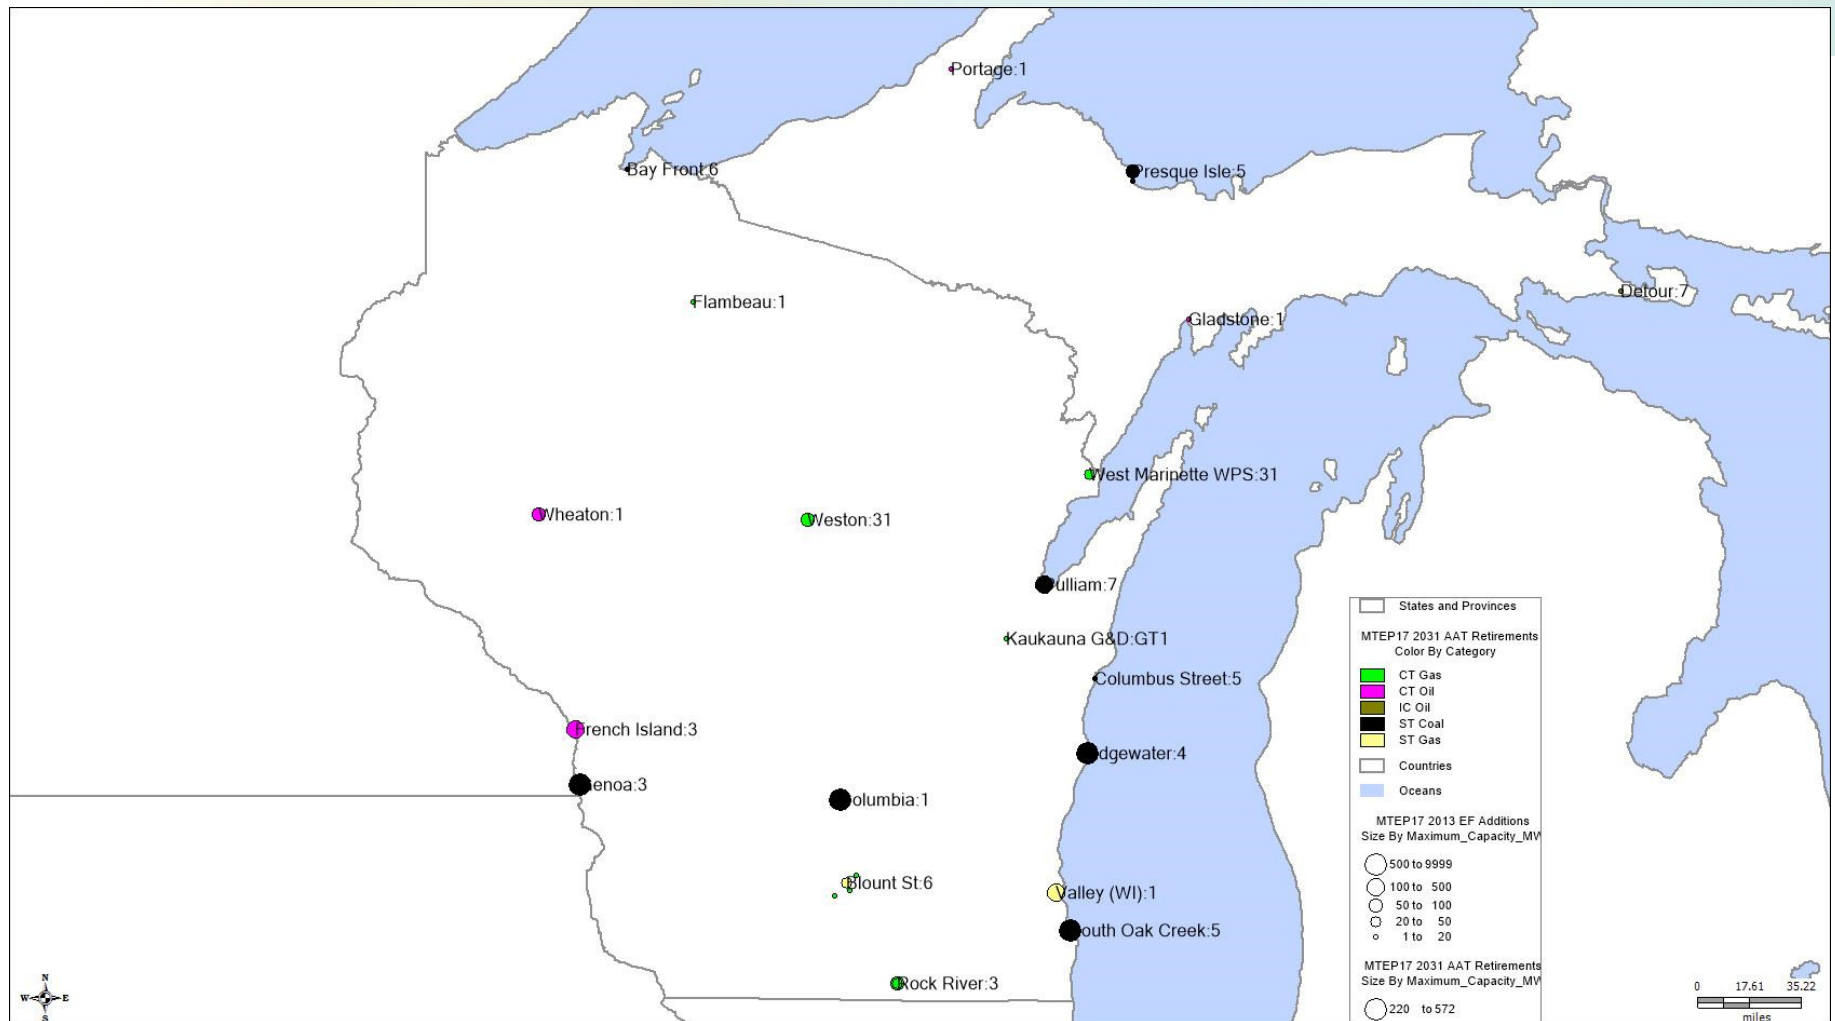 Portage:1
Bay Front:6
Presque Isle:5
Flambeau:1
Detour:7
Gladstone:1
West Marinette WPS:31
Wheaton:1
Weston:31
ulliam:7
Kaukauna G&D:GT1
Columbus Street:5
French Island:3
dgewater:4
enoa:3
olumbia:1
Blount St:6
Valley (WI):1
outh Oak Creek:5
Rock River:3
States and Provinces
MTEP17 2031 AAT Retirements
Color By Category
CT Gas
CT Oil
IC Oil
ST Coal
ST Gas
Countries
Oceans
MTEP17 2013 EF Additions
Size By Maximum_Capacity_MW
500 to 9999
100 to 500
50 to 100
20 to 50
1 to 20
MTEP17 2031 AAT Retirements
Size By Maximum_Capacity_MW
220 to 572
N
W E
S
0 17.61 35.22
miles